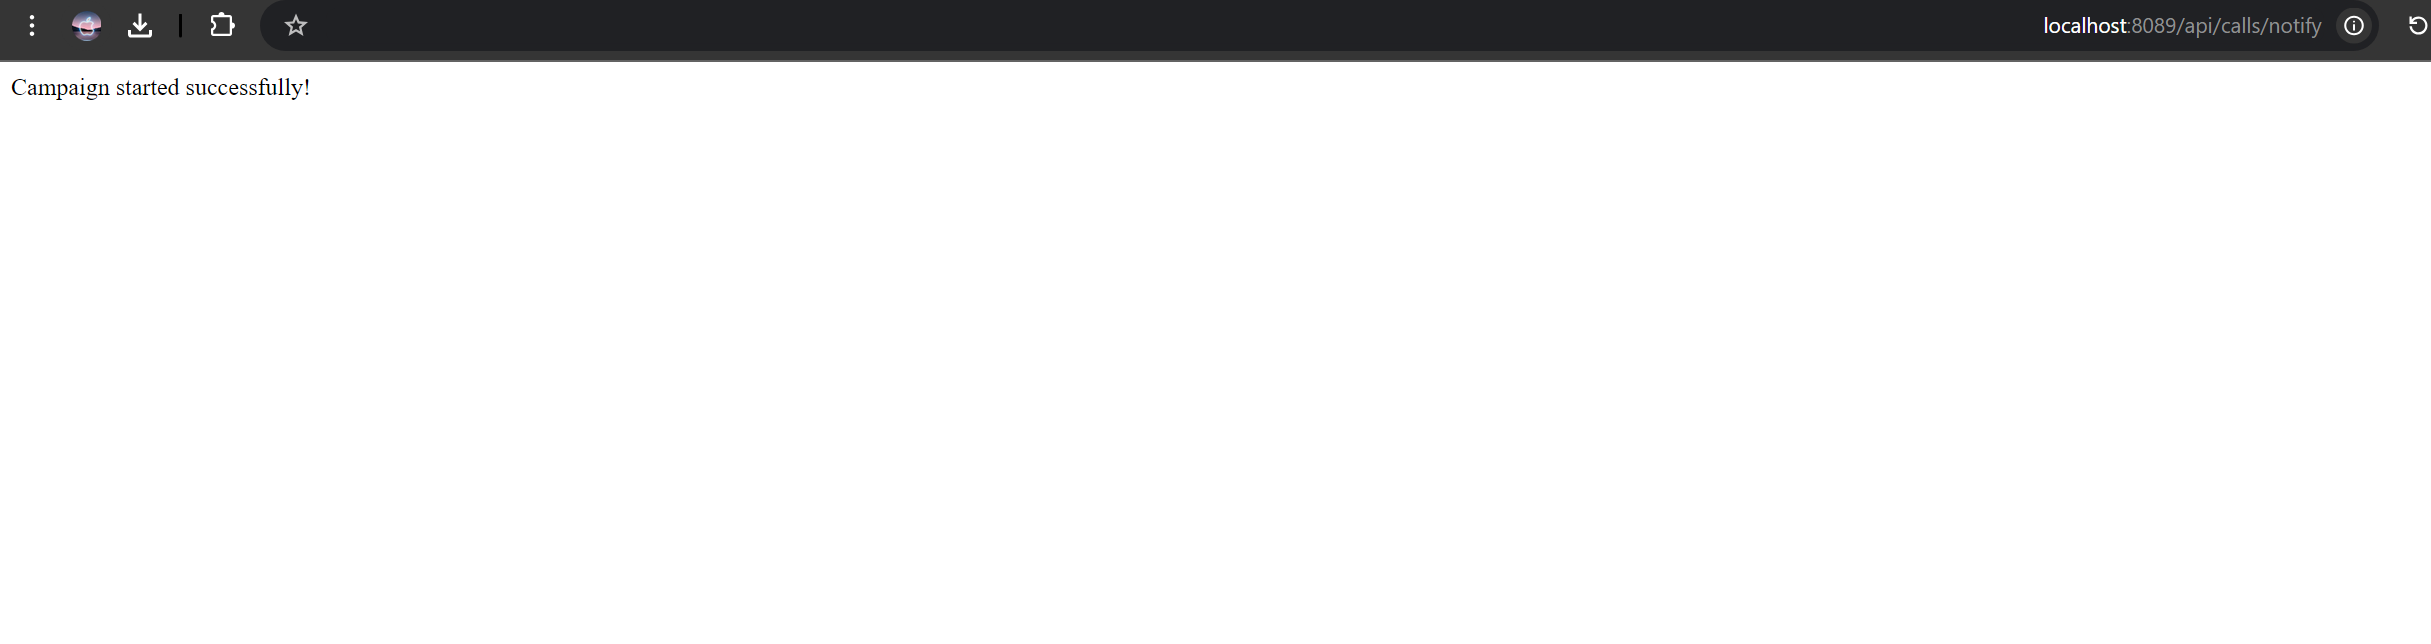 localhost:8089/api/calls/notify
Campaign started successfully!